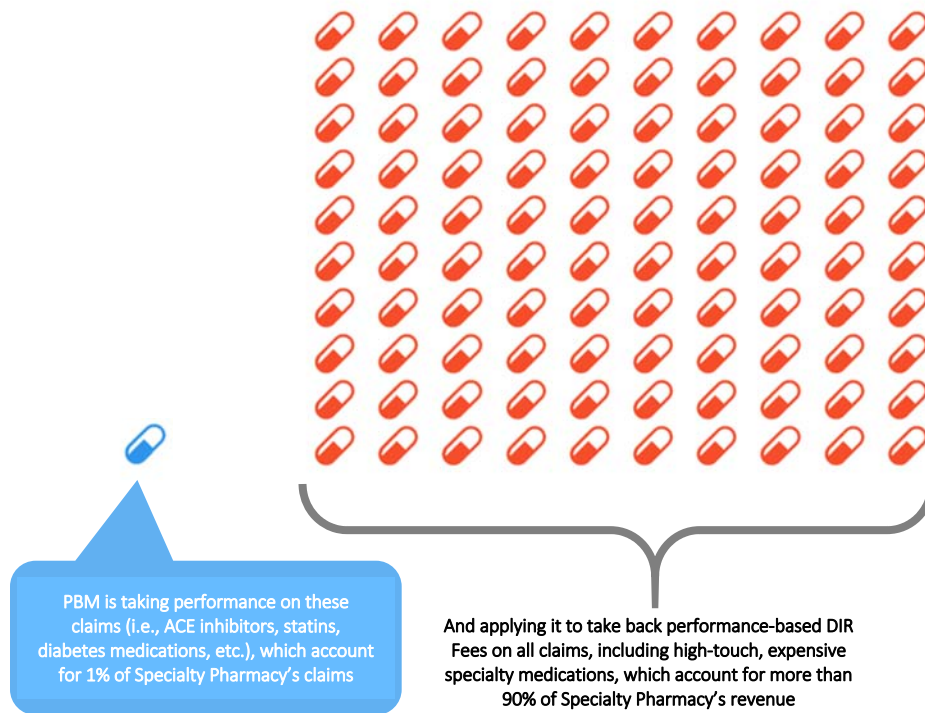 PBM is taking performance on these
claims (i.e., ACE inhibitors, statins,
diabetes medications, etc.), which account
for 1% of Specialty Pharmacy's claims
And applying it to take back performance-based DIR
Fees on all claims, including high-touch, expensive
specialty medications, which account for more than
90% of Specialty Pharmacy's revenue